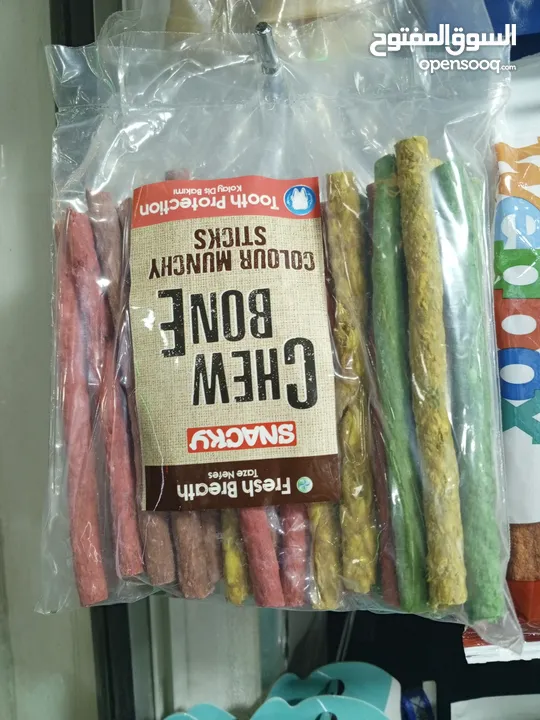 السوق المفتوح
opensooq.com
Fresh Breath
Taze Nefes
SNACKY
CHEW
BONE
COLOUR MUNCHY
STICKS
Tooth Protection
Kolay Diş Bakımı